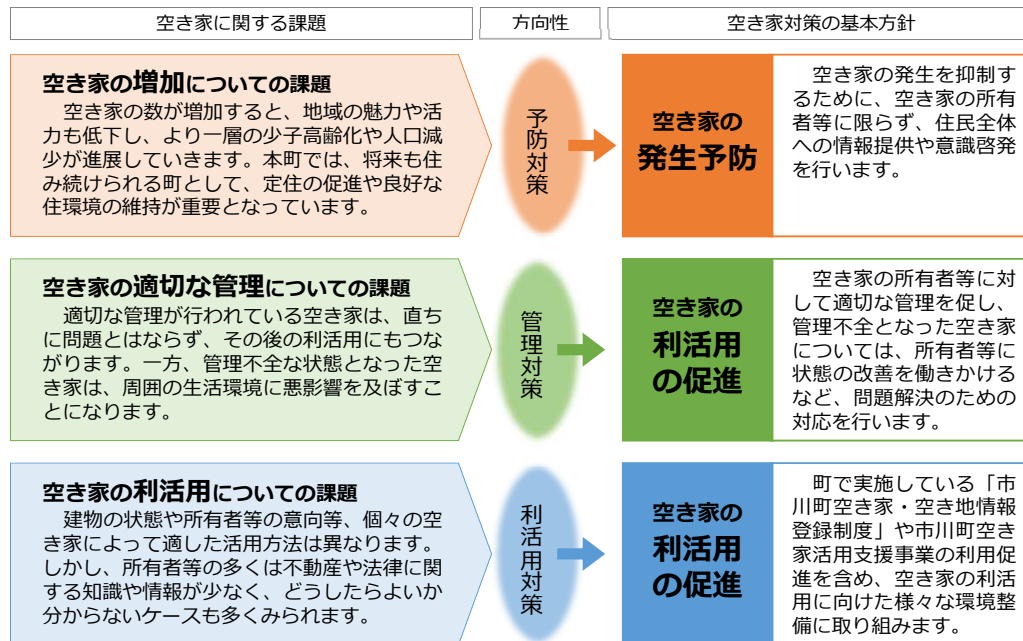 空き家に関する課題
方向性
空き家対策の基本方針
空き家の増加についての課題
空き家の数が増加すると、地域の魅力や活
力も低下し、より一層の少子高齢化や人口減
少が進展していきます。本町では、将来も住
み続けられる町として、定住の促進や良好な
住環境の維持が重要となっています。
予防対策
空き家の
発生予防
空き家の発生を抑制す
るために、空き家の所有
者等に限らず、住民全体
への情報提供や意識啓発
を行います。
空き家の適切な管理についての課題
適切な管理が行われている空き家は、直ち
に問題とはならず、その後の利活用にもつな
がります。一方、管理不全な状態となった空
き家は、周囲の生活環境に悪影響を及ぼすこ
とになります。
管理対策
空き家の
利活用
の促進
空き家の所有者等に対
して適切な管理を促し、
管理不全となった空き家
については、所有者等に
状態の改善を働きかける
など、問題解決のための
対応を行います。
空き家の利活用についての課題
建物の状態や所有者等の意向等、個々の空
き家によって適した活用方法は異なります。
しかし、所有者等の多くは不動産や法律に関
する知識や情報が少なく、どうしたらよいか
分からないケースも多くみられます。
利活用対策
空き家の
利活用
の促進
町で実施している「市
川町空き家・空き地情報
登録制度」や市川町空き
家活用支援事業の利用促
進を含め、空き家の利活
用に向けた様々な環境整
備に取り組みます。